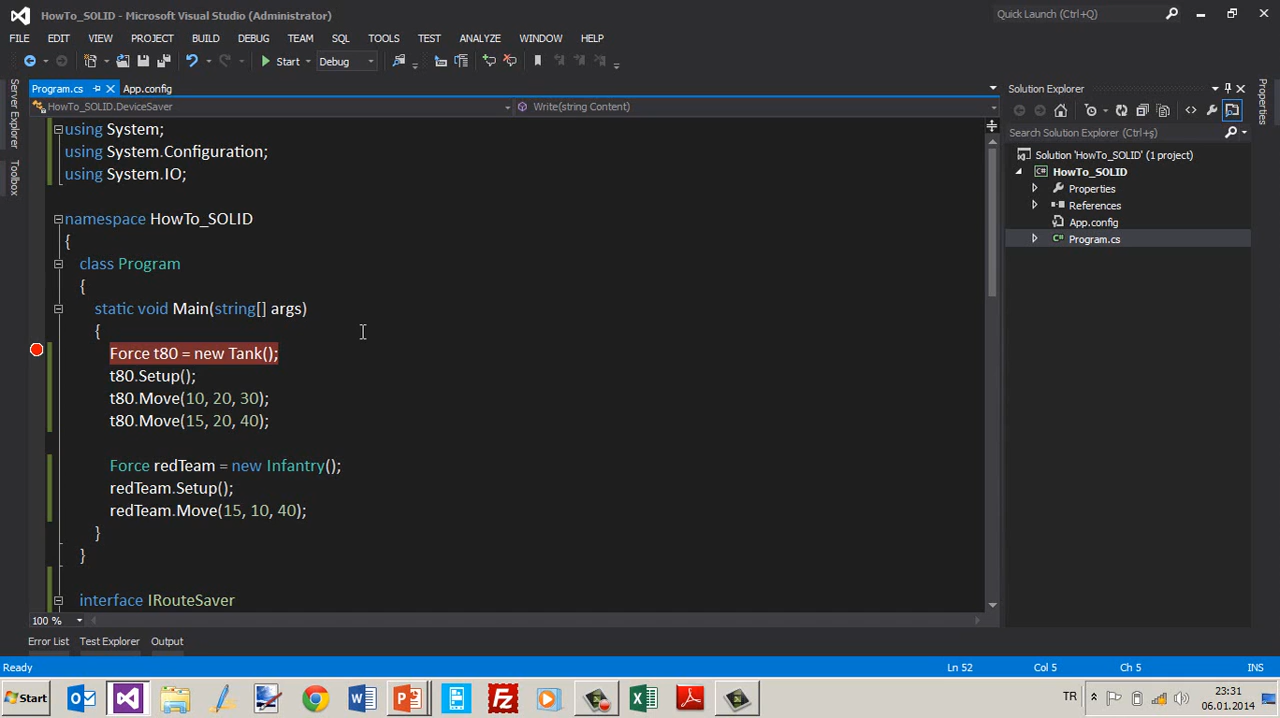 HowTo_SOLID - Microsoft Visual Studio (Administrator)
Quick Launch (Ctrl+Q)
FILE EDIT VIEW PROJECT BUILD DEBUG TEAM SQL TOOLS TEST ANALYZE WINDOW HELP
Start Debug
Program.cs App.config
HowTo_SOLID.DeviceSaver Write(string Content)
using System;
using System.Configuration;
using System.IO;
namespace HowTo_SOLID
{
class Program
{
static void Main(string[] args)
{
Force t80 = new Tank();
t80.Setup();
t80.Move(10, 20, 30);
t80.Move(15, 20, 40);
Force redTeam = new Infantry();
redTeam.Setup();
redTeam.Move(15, 10, 40);
}
}
interface IRouteSaver
100 %
Server Explorer
Toolbox
Solution Explorer
Search Solution Explorer (Ctrl+ş)
Solution 'HowTo_SOLID' (1 project)
HowTo_SOLID
Properties
References
App.config
Program.cs
Properties
Error List Test Explorer Output
Ready Ln 52 Col 5 Ch 5 INS
Start TR 23:31
06.01.2014